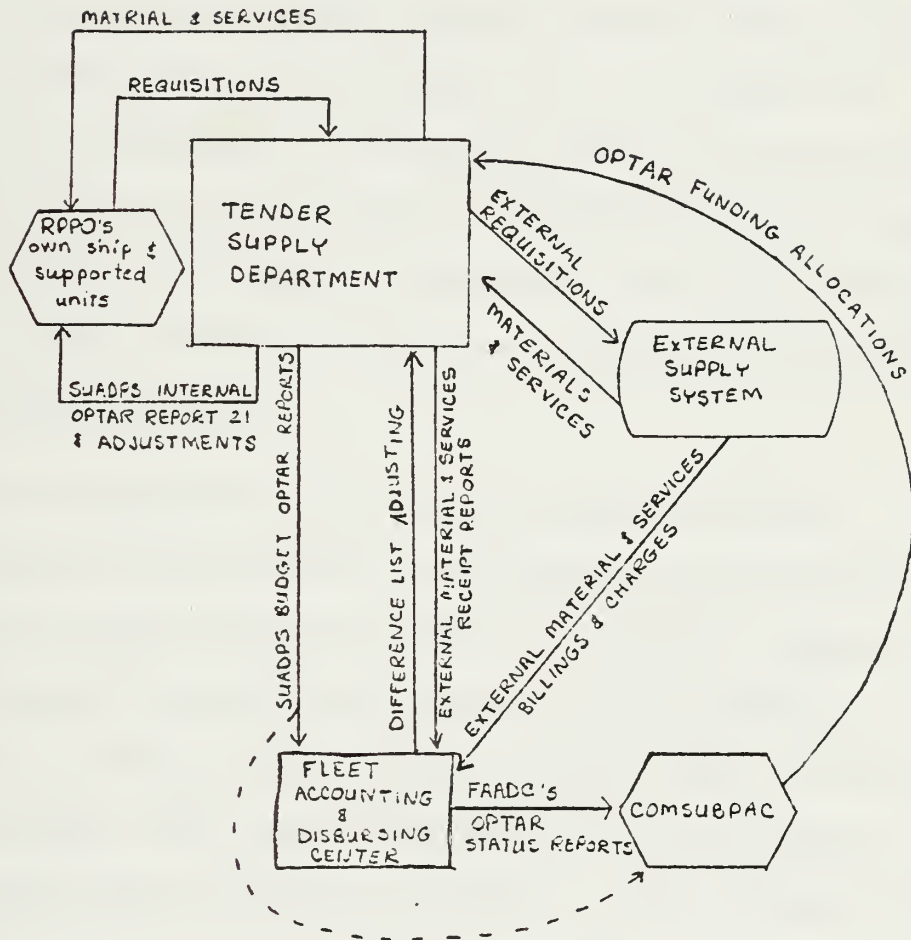 MATRIAL & SERVICES
REQUISITIONS
TENDER
SUPPLY
DEPARTMENT
RPPO's
own ship &
supported
units
SUADPS INTERNAL
OPTAR REPORT 21
& ADJUSTMENTS
OPTAR FUNDING ALLOCATIONS
EXTERNAL
REQUISITIONS
MATERIALS
& SERVICES
EXTERNAL
SUPPLY
SYSTEM
SUADPS BUDGET OPTAR REPORTS
DIFFERENCE LIST ADJUSTING
EXTERNAL MATERIAL & SERVICES
RECEIPT REPORTS
EXTERNAL MATERIAL & SERVICES
BILLINGS & CHARGES
FLEET
ACCOUNTING
&
DISBURSING
CENTER
FAADC's
OPTAR
STATUS REPORTS
COMSUBPAC